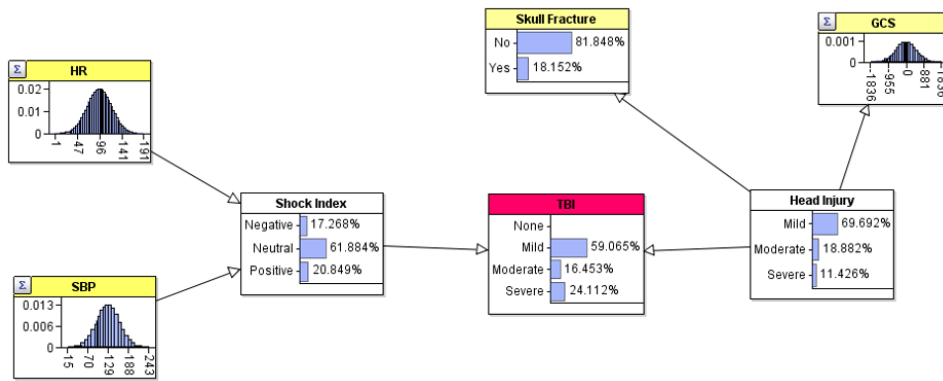 Skull Fracture
No 81.848%
Yes 18.152%
Σ
GCS
0.001
0
-1836
-955
0
881
1836
Σ
HR
0.02
0.01
0
1
47
96
141
191
Shock Index
Negative 17.268%
Neutral 61.884%
Positive 20.849%
TBI
None
Mild 59.065%
Moderate 16.453%
Severe 24.112%
Head Injury
Mild 69.692%
Moderate 18.882%
Severe 11.426%
Σ
SBP
0.013
0.006
0
15
70
129
188
243